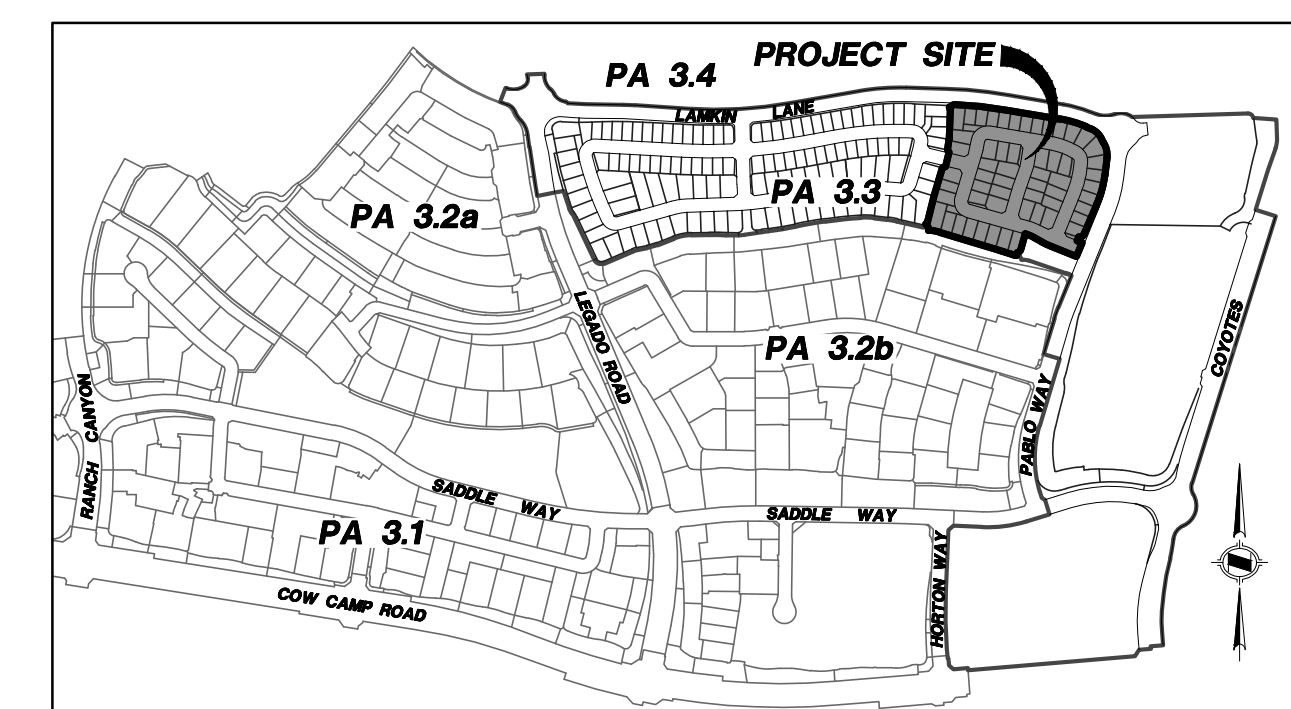 PROJECT SITE
PA 3.4
LAMKIN LANE
PA 3.3
PA 3.2a
LEGADO ROAD
COYOTES
PA 3.2b
PABLO WAY
RANCH CANYON
SADDLE WAY
SADDLE WAY
PA 3.1
HORTON WAY
COW CAMP ROAD